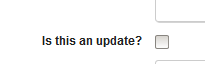 Is this an update?